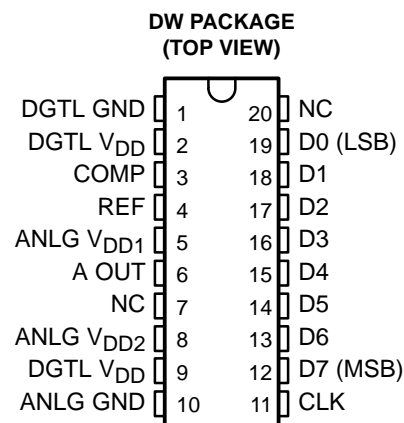 DW PACKAGE
(TOP VIEW)
DGTL GND 1 20 NC
DGTL VDD 2 19 D0 (LSB)
COMP 3 18 D1
REF 4 17 D2
ANLG VDD1 5 16 D3
A OUT 6 15 D4
NC 7 14 D5
ANLG VDD2 8 13 D6
DGTL VDD 9 12 D7 (MSB)
ANLG GND 10 11 CLK